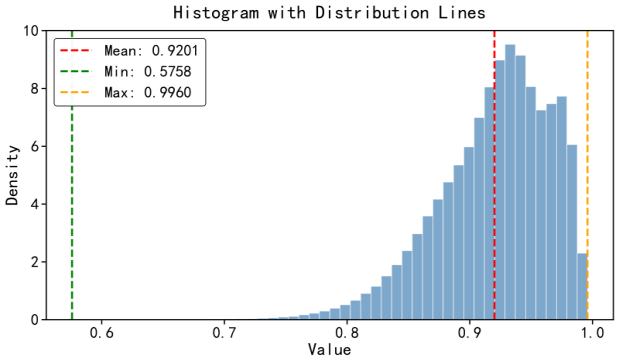 Histogram with Distribution Lines
Mean: 0.9201
Min: 0.5758
Max: 0.9960
10
8
6
4
2
0
Density
0.6 0.7 0.8 0.9 1.0
Value